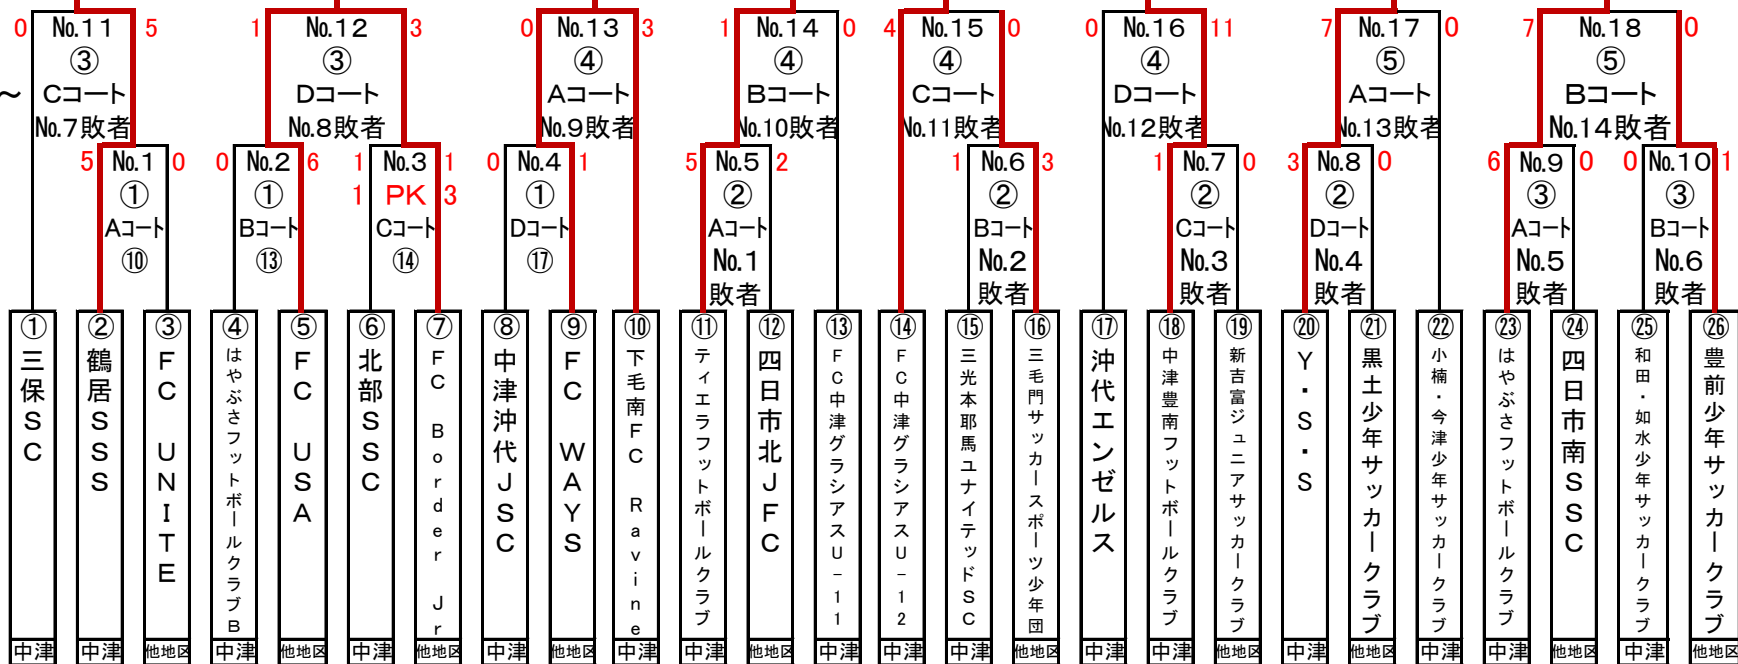 0 No.11 5 1 No.12 3 0 No.13 3 1 No.14 0 4 No.15 0 0 No.16 11 7 No.17 0 7 No.18 0
③ ③ ④ ④ ④ ④ ⑤ ⑤
～ Cコート Dコート Aコート Bコート Cコート Dコート Aコート Bコート
No.7敗者 No.8敗者 No.9敗者 No.10敗者 No.11敗者 No.12敗者 No.13敗者 No.14敗者
5 No.1 0 0 No.2 6 1 No.3 1 0 No.4 1 5 No.5 2 1 No.6 3 1 No.7 0 3 No.8 0 6 No.9 0 0 No.10 1
① ① 1 PK 3 ① ② ② ② ② ③ ③
Aコート Bコート Cコート Dコート Aコート Bコート Cコート Dコート Aコート Bコート
⑩ ⑬ ⑭ ⑰ No.1 No.2 No.3 No.4 No.5 No.6
敗者 敗者 敗者 敗者 敗者 敗者
① 三保SC 中津
② 鶴居SSS 中津
③ FC UNITE 他地区
④ はやぶさフットボールクラブB 中津
⑤ FC USA 他地区
⑥ 北部SSC 中津
⑦ FC Border Jr 他地区
⑧ 中津沖代JSC 中津
⑨ FC WAYS 他地区
⑩ 下毛南FC Ravine 中津
⑪ ティエラフットボールクラブ 中津
⑫ 四日市北JFC 他地区
⑬ FC中津グラシアスU-11 中津
⑭ FC中津グラシアスU-12 中津
⑮ 三光本耶馬ユナイテッドSC 中津
⑯ 三毛門サッカースポーツ少年団 他地区
⑰ 沖代エンゼルス 中津
⑱ 中津豊南フットボールクラブ 中津
⑲ 新吉富ジュニアサッカークラブ 他地区
⑳ Y・S・S 中津
㉑ 黒土少年サッカークラブ 他地区
㉒ 小楠・今津少年サッカークラブ 中津
㉓ はやぶさフットボールクラブ 中津
㉔ 四日市南SSC 他地区
㉕ 和田・如水少年サッカークラブ 中津
㉖ 豊前少年サッカークラブ 他地区